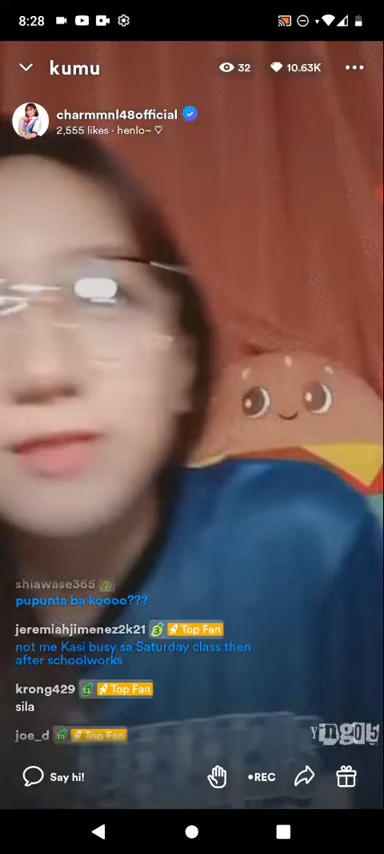 8:28
kumu
32
10.63K
charmmnl48official
2,555 likes · henlo~ ♡
shiawase365
pupunta ba koooo???
jeremiahjimenez2k21 3 Top Fan
not me Kasi busy sa Saturday class then
after schoolworks
krong429 Top Fan
sila
joe_d Top Fan
Ying05
Say hi!
•REC